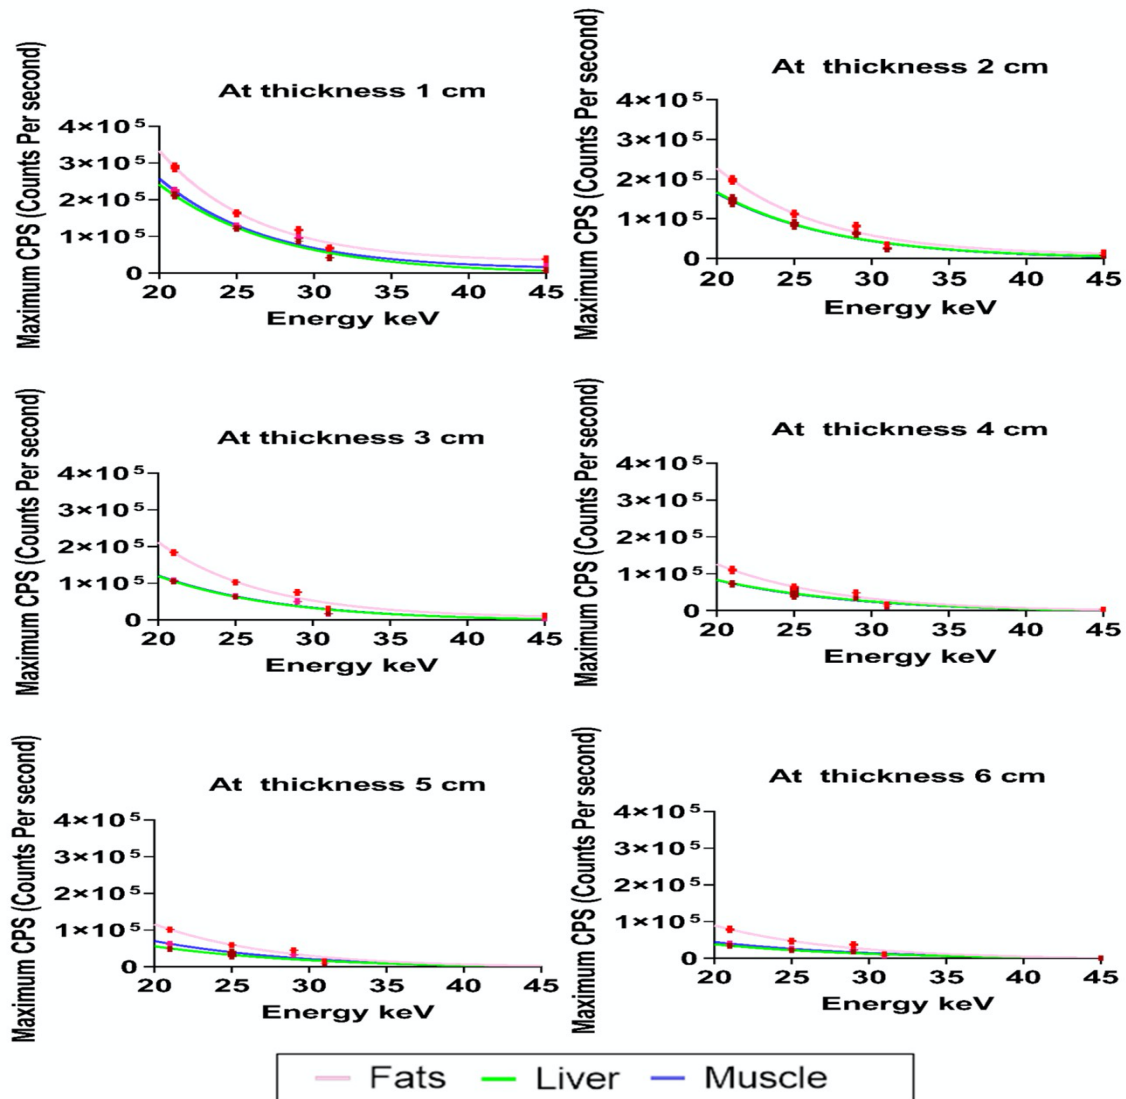 At thickness 1 cm
Maximum CPS (Counts Per second)
4×10⁵
3×10⁵
2×10⁵
1×10⁵
0
20 25 30 35 40 45
Energy keV
At thickness 2 cm
Maximum CPS (Counts Per second)
4×10⁵
3×10⁵
2×10⁵
1×10⁵
0
20 25 30 35 40 45
Energy keV
At thickness 3 cm
Maximum CPS (Counts Per second)
4×10⁵
3×10⁵
2×10⁵
1×10⁵
0
20 25 30 35 40 45
Energy keV
At thickness 4 cm
Maximum CPS (Counts Per second)
4×10⁵
3×10⁵
2×10⁵
1×10⁵
0
20 25 30 35 40 45
Energy keV
At thickness 5 cm
Maximum CPS (Counts Per second)
4×10⁵
3×10⁵
2×10⁵
1×10⁵
0
20 25 30 35 40 45
Energy keV
At thickness 6 cm
Maximum CPS (Counts Per second)
4×10⁵
3×10⁵
2×10⁵
1×10⁵
0
20 25 30 35 40 45
Energy keV
Fats Liver Muscle